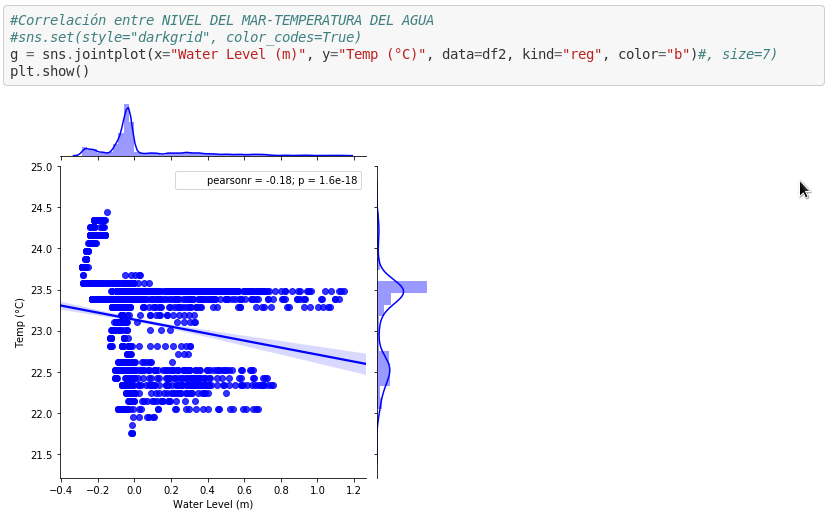 #Correlación entre NIVEL DEL MAR-TEMPERATURA DEL AGUA
#sns.set(style="darkgrid", color_codes=True)
g = sns.jointplot(x="Water Level (m)", y="Temp (°C)", data=df2, kind="reg", color="b")#, size=7)
plt.show()
pearsonr = -0.18; p = 1.6e-18
25.0
24.5
24.0
23.5
23.0
22.5
22.0
21.5
Temp (°C)
−0.4 −0.2 0.0 0.2 0.4 0.6 0.8 1.0 1.2
Water Level (m)